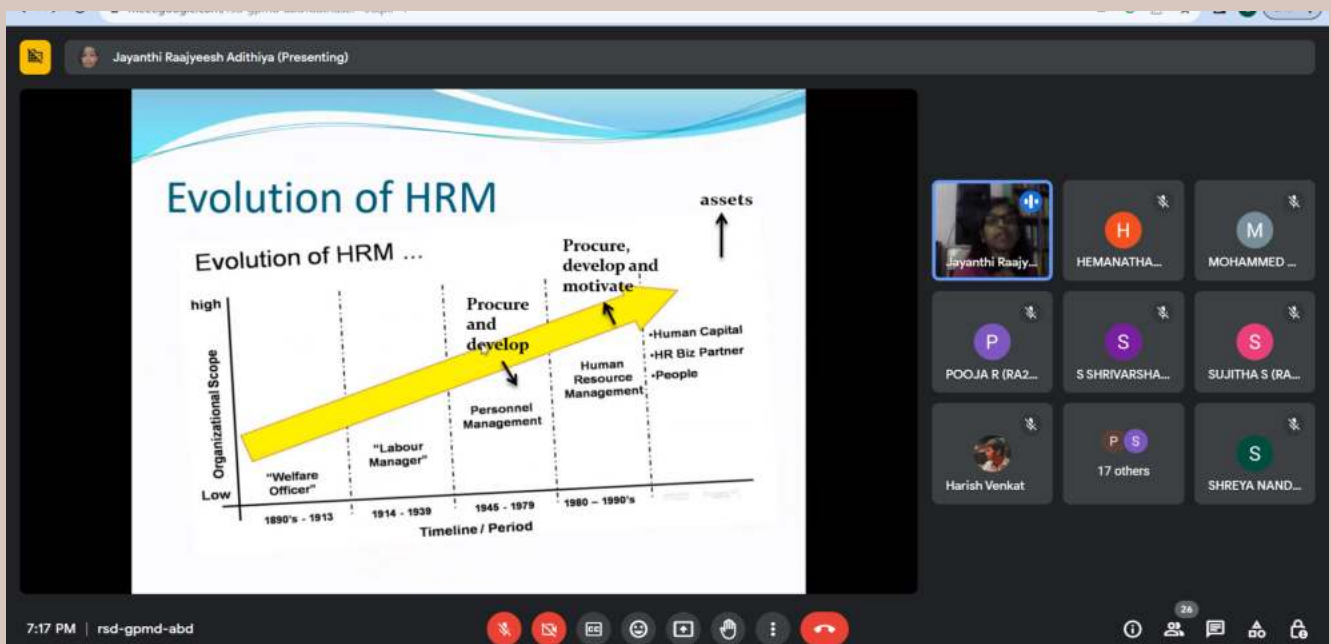 Jayanthi Raajyeesh Adithiya (Presenting)
Evolution of HRM
assets
Evolution of HRM ...
Procure,
develop and
motivate
high
Procure
and
develop
•Human Capital
•HR Biz Partner
•People
Human
Resource
Management
Personnel
Management
"Labour
Manager"
"Welfare
Officer"
Organizational Scope
Low
1890's - 1913
1914 - 1939
1945 - 1979
1980 – 1990's
Timeline / Period
Jayanthi Raajy...
H
HEMANATHA...
M
MOHAMMED ...
P
POOJA R (RA2...
S
S SHRIVARSHA...
S
SUJITHA S (RA...
Harish Venkat
P S
17 others
S
SHREYA NAND...
7:17 PM | rsd-gpmd-abd
CC
26